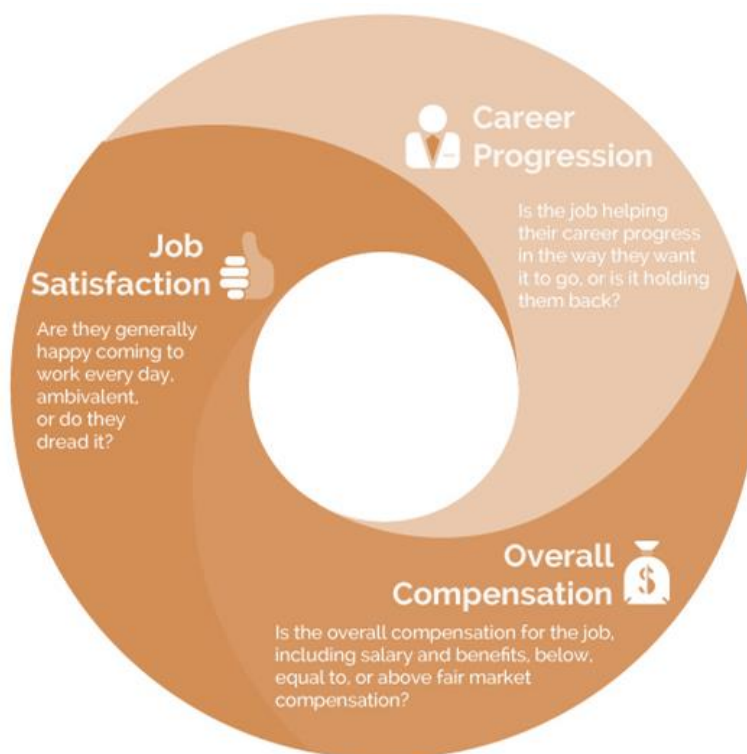 Career
Progression
Is the job helping
their career progress
in the way they want
it to go, or is it holding
them back?
Job
Satisfaction
Are they generally
happy coming to
work every day,
ambivalent,
or do they
dread it?
Overall
Compensation
$
Is the overall compensation for the job,
including salary and benefits, below,
equal to, or above fair market
compensation?